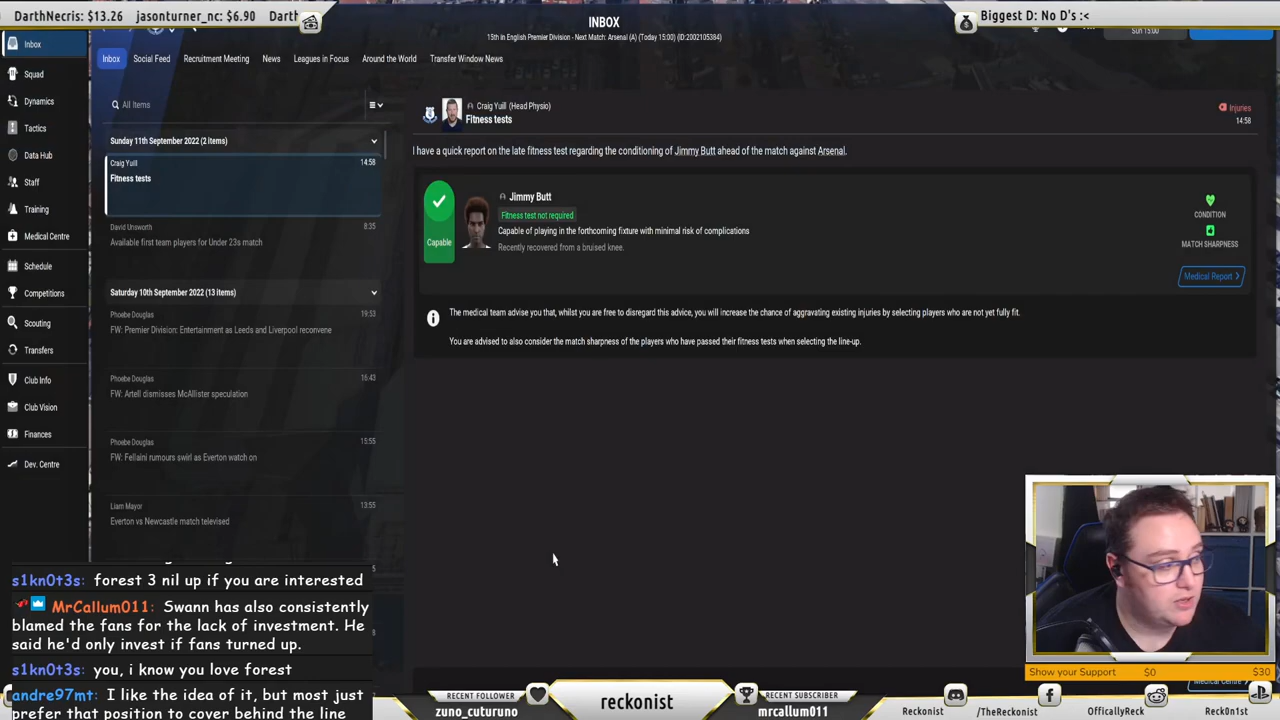 DarthNecris: $13.26 jasonturner_nc: $6.90 Darth
INBOX
Biggest D: No D's :<
15th In English Premier Division - Next Match: Arsenal (A) (Today 15:00) (ID:2002105384)
Sun 15:00
Inbox
Squad
Dynamics
Tactics
Data Hub
Staff
Training
Medical Centre
Schedule
Competitions
Scouting
Transfers
Club Info
Club Vision
Finances
Dev. Centre
Inbox Social Feed Recruitment Meeting News Leagues in Focus Around the World Transfer Window News
All Items
Sunday 11th September 2022 (2 items)
Craig Yuill 14:58
Fitness tests
David Unsworth 8:35
Available first team players for Under 23s match
Saturday 10th September 2022 (13 items)
Phoebe Douglas 19:53
FW: Premier Division: Entertainment as Leeds and Liverpool reconvene
Phoebe Douglas 16:43
FW: Artell dismisses McAllister speculation
Phoebe Douglas 15:55
FW: Fellaini rumours swirl as Everton watch on
Liam Mayor 13:55
Everton vs Newcastle match televised
Craig Yuill (Head Physio)
Fitness tests
Injuries
14:58
I have a quick report on the late fitness test regarding the conditioning of Jimmy Butt ahead of the match against Arsenal.
Capable
Jimmy Butt
Fitness test not required
Capable of playing in the forthcoming fixture with minimal risk of complications
Recently recovered from a bruised knee.
CONDITION
MATCH SHARPNESS
Medical Report >
The medical team advise you that, whilst you are free to disregard this advice, you will increase the chance of aggravating existing injuries by selecting players who are not yet fully fit.
You are advised to also consider the match sharpness of the players who have passed their fitness tests when selecting the line-up.
s1kn0t3s: forest 3 nil up if you are interested
MrCallum011: Swann has also consistently
blamed the fans for the lack of investment. He
said he'd only invest if fans turned up.
s1kn0t3s: you, i know you love forest
andre97mt: I like the idea of it, but most just
prefer that position to cover behind the line
Show your Support $0 $30
Medical Centre
RECENT FOLLOWER
zuno_cuturuno
reckonist
RECENT SUBSCRIBER
mrcallum011
Reckonist
/TheReckonist
OfficallyReck
Reck0n1st